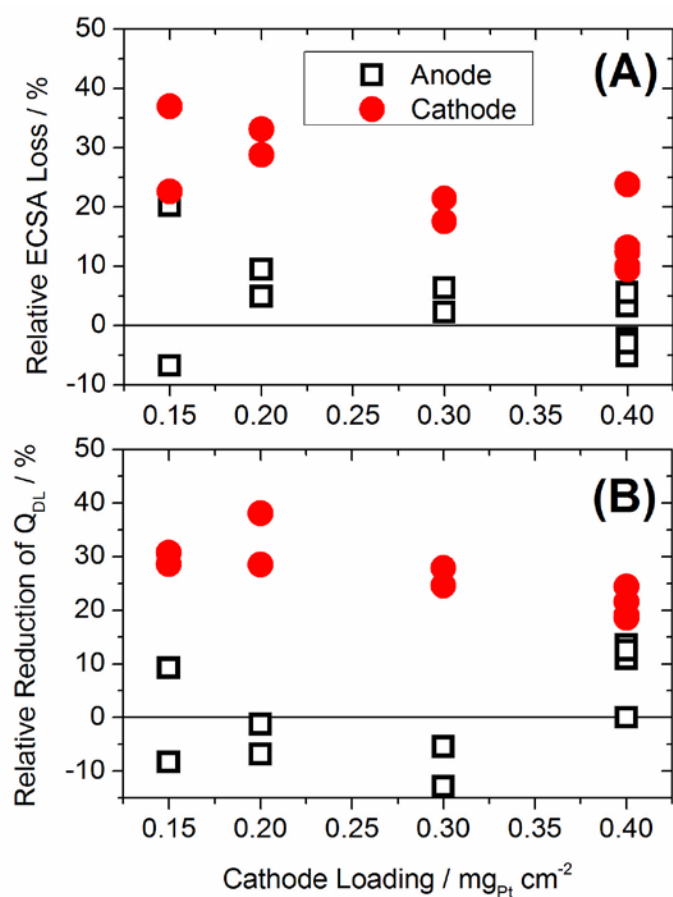 50
40
30
20
10
0
-10
Relative ECSA Loss / %
Anode
Cathode
(A)
0.15 0.20 0.25 0.30 0.35 0.40
50
40
30
20
10
0
-10
Relative Reduction of Q_DL / %
(B)
0.15 0.20 0.25 0.30 0.35 0.40
Cathode Loading / mg_Pt cm⁻²